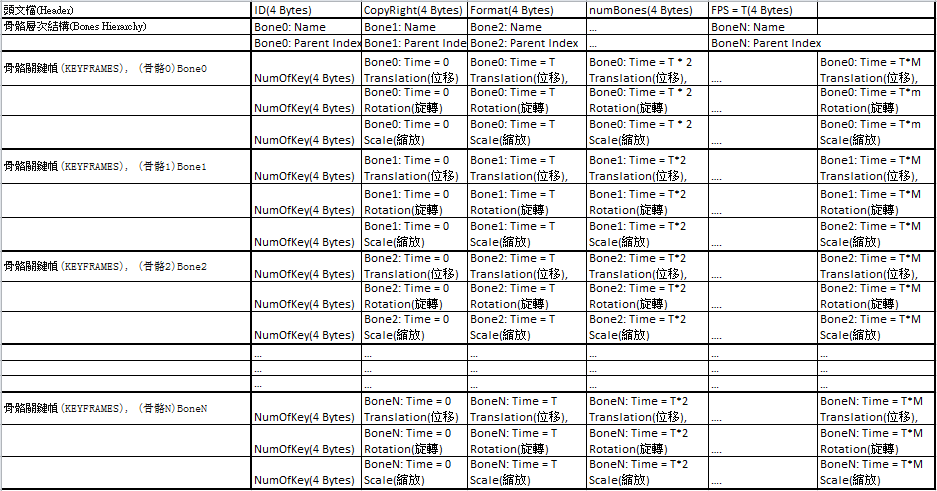 頭文檔(Header) ID(4 Bytes) CopyRight(4 Bytes) Format(4 Bytes) numBones(4 Bytes) FPS = T(4 Bytes)
骨骼層次結構(Bones Hierarchy) Bone0: Name Bone1: Name Bone2: Name ... BoneN: Name
Bone0: Parent Index Bone1: Parent Inde Bone2: Parent Index ... BoneN: Parent Index
Bone0: Time = 0 Bone0: Time = T Bone0: Time = T * 2 Bone0: Time = T*M
骨骼關鍵幀(KEYFRAMES), (骨骼0)Bone0 NumOfKey(4 Bytes) Translation(位移) Translation(位移), Translation(位移), .... Translation(位移),
Bone0: Time = 0 Bone0: Time = T Bone0: Time = T * 2 Bone0: Time = T*m
NumOfKey(4 Bytes) Rotation(旋轉) Rotation(旋轉) Rotation(旋轉) .... Rotation(旋轉)
Bone0: Time = 0 Bone0: Time = T Bone0: Time = T * 2 Bone0: Time = T*m
NumOfKey(4 Bytes) Scale(縮放) Scale(縮放) Scale(縮放) .... Scale(縮放)
Bone1: Time = 0 Bone1: Time = T Bone1: Time = T*2 Bone1: Time = T*M
骨骼關鍵幀(KEYFRAMES), (骨骼1)Bone1 NumOfKey(4 Bytes) Translation(位移) Translation(位移), Translation(位移), .... Translation(位移),
Bone1: Time = 0 Bone1: Time = T Bone1: Time = T*2 Bone1: Time = T*M
NumOfKey(4 Bytes) Rotation(旋轉) Rotation(旋轉) Rotation(旋轉) .... Rotation(旋轉)
Bone1: Time = 0 Bone1: Time = T Bone1: Time = T*2 Bone2: Time = T*M
NumOfKey(4 Bytes) Scale(縮放) Scale(縮放) Scale(縮放) .... Scale(縮放)
Bone2: Time = 0 Bone2: Time = T Bone2: Time = T*2 Bone2: Time = T*M
骨骼關鍵幀(KEYFRAMES), (骨骼2)Bone2 NumOfKey(4 Bytes) Translation(位移) Translation(位移), Translation(位移), .... Translation(位移),
Bone2: Time = 0 Bone2: Time = T Bone2: Time = T*2 Bone2: Time = T*M
NumOfKey(4 Bytes) Rotation(旋轉) Rotation(旋轉) Rotation(旋轉) .... Rotation(旋轉)
Bone2: Time = 0 Bone2: Time = T Bone2: Time = T*2 Bone2: Time = T*M
NumOfKey(4 Bytes) Scale(縮放) Scale(縮放) Scale(縮放) .... Scale(縮放)
... ... ... ... ... ...
... ... ... ... ... ...
... ... ... ... ... ...
BoneN: Time = 0 BoneN: Time = T BoneN: Time = T*2 BoneN: Time = T*M
骨骼關鍵幀(KEYFRAMES), (骨骼N)BoneN NumOfKey(4 Bytes) Translation(位移) Translation(位移), Translation(位移), .... Translation(位移),
BoneN: Time = 0 BoneN: Time = T BoneN: Time = T*2 BoneN: Time = T*M
NumOfKey(4 Bytes) Rotation(旋轉) Rotation(旋轉) Rotation(旋轉) .... Rotation(旋轉)
BoneN: Time = 0 BoneN: Time = T BoneN: Time = T*2 BoneN: Time = T*M
NumOfKey(4 Bytes) Scale(縮放) Scale(縮放) Scale(縮放) .... Scale(縮放)